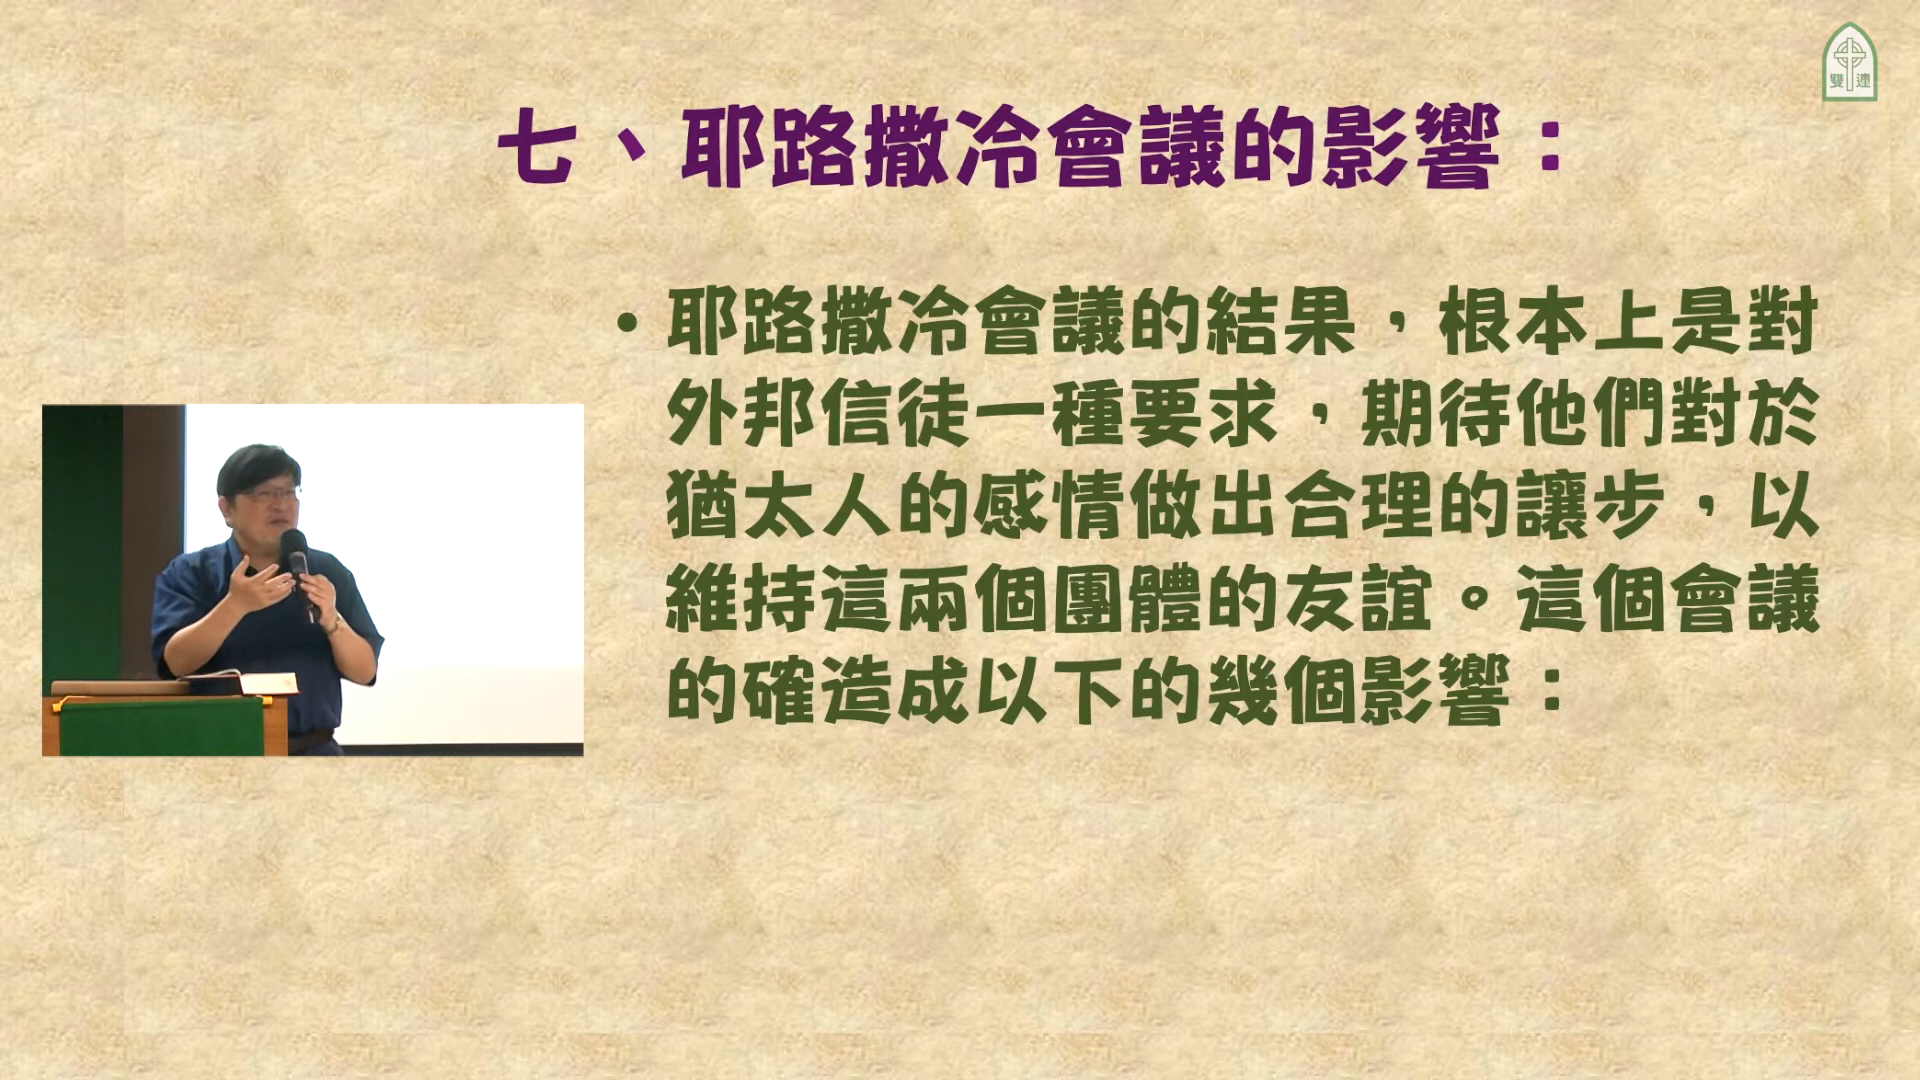 雙連
七、耶路撒冷會議的影響：
•耶路撒冷會議的結果，根本上是對
外邦信徒一種要求，期待他們對於
猶太人的感情做出合理的讓步，以
維持這兩個團體的友誼。這個會議
的確造成以下的幾個影響：